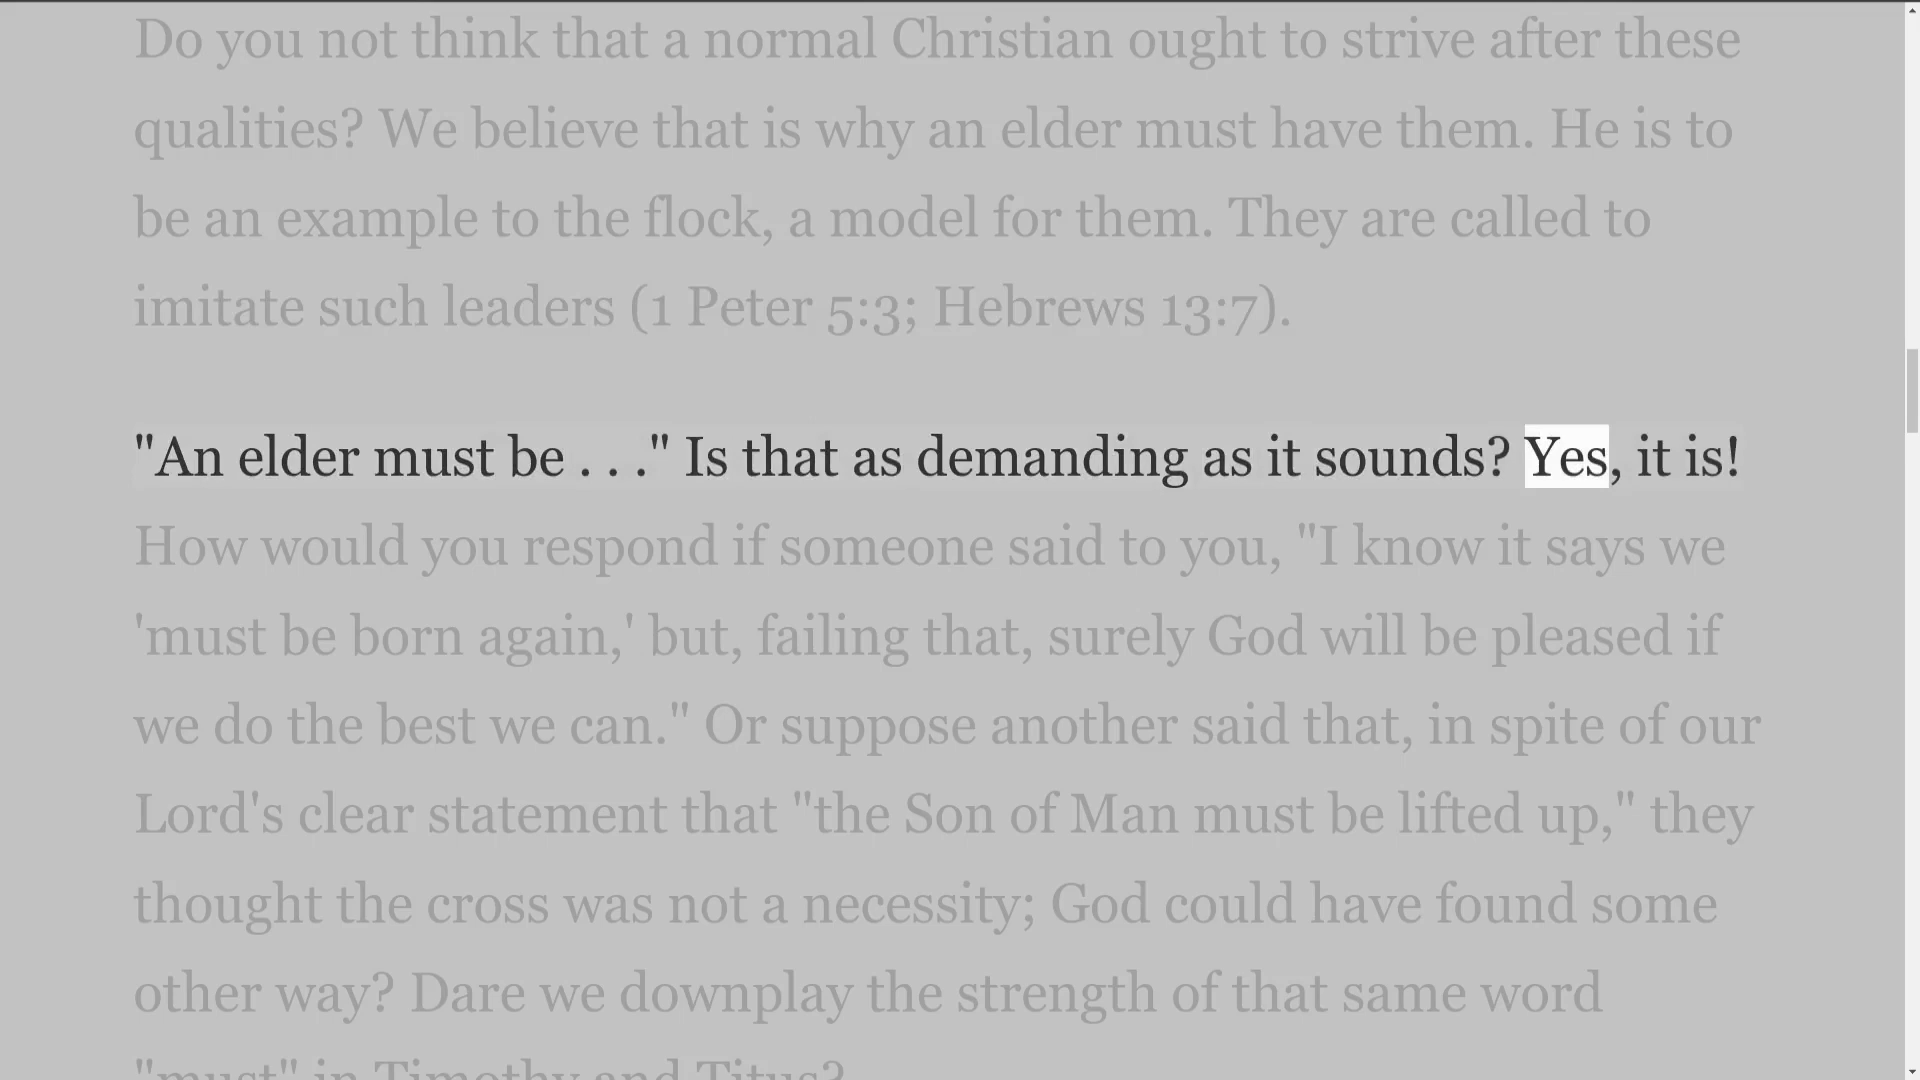 Do you not think that a normal Christian ought to strive after these
qualities? We believe that is why an elder must have them. He is to
be an example to the flock, a model for them. They are called to
imitate such leaders (1 Peter 5:3; Hebrews 13:7).
"An elder must be . . ." Is that as demanding as it sounds? Yes, it is!
How would you respond if someone said to you, "I know it says we
'must be born again,' but, failing that, surely God will be pleased if
we do the best we can." Or suppose another said that, in spite of our
Lord's clear statement that "the Son of Man must be lifted up," they
thought the cross was not a necessity; God could have found some
other way? Dare we downplay the strength of that same word
"must" in Timothy and Titus?